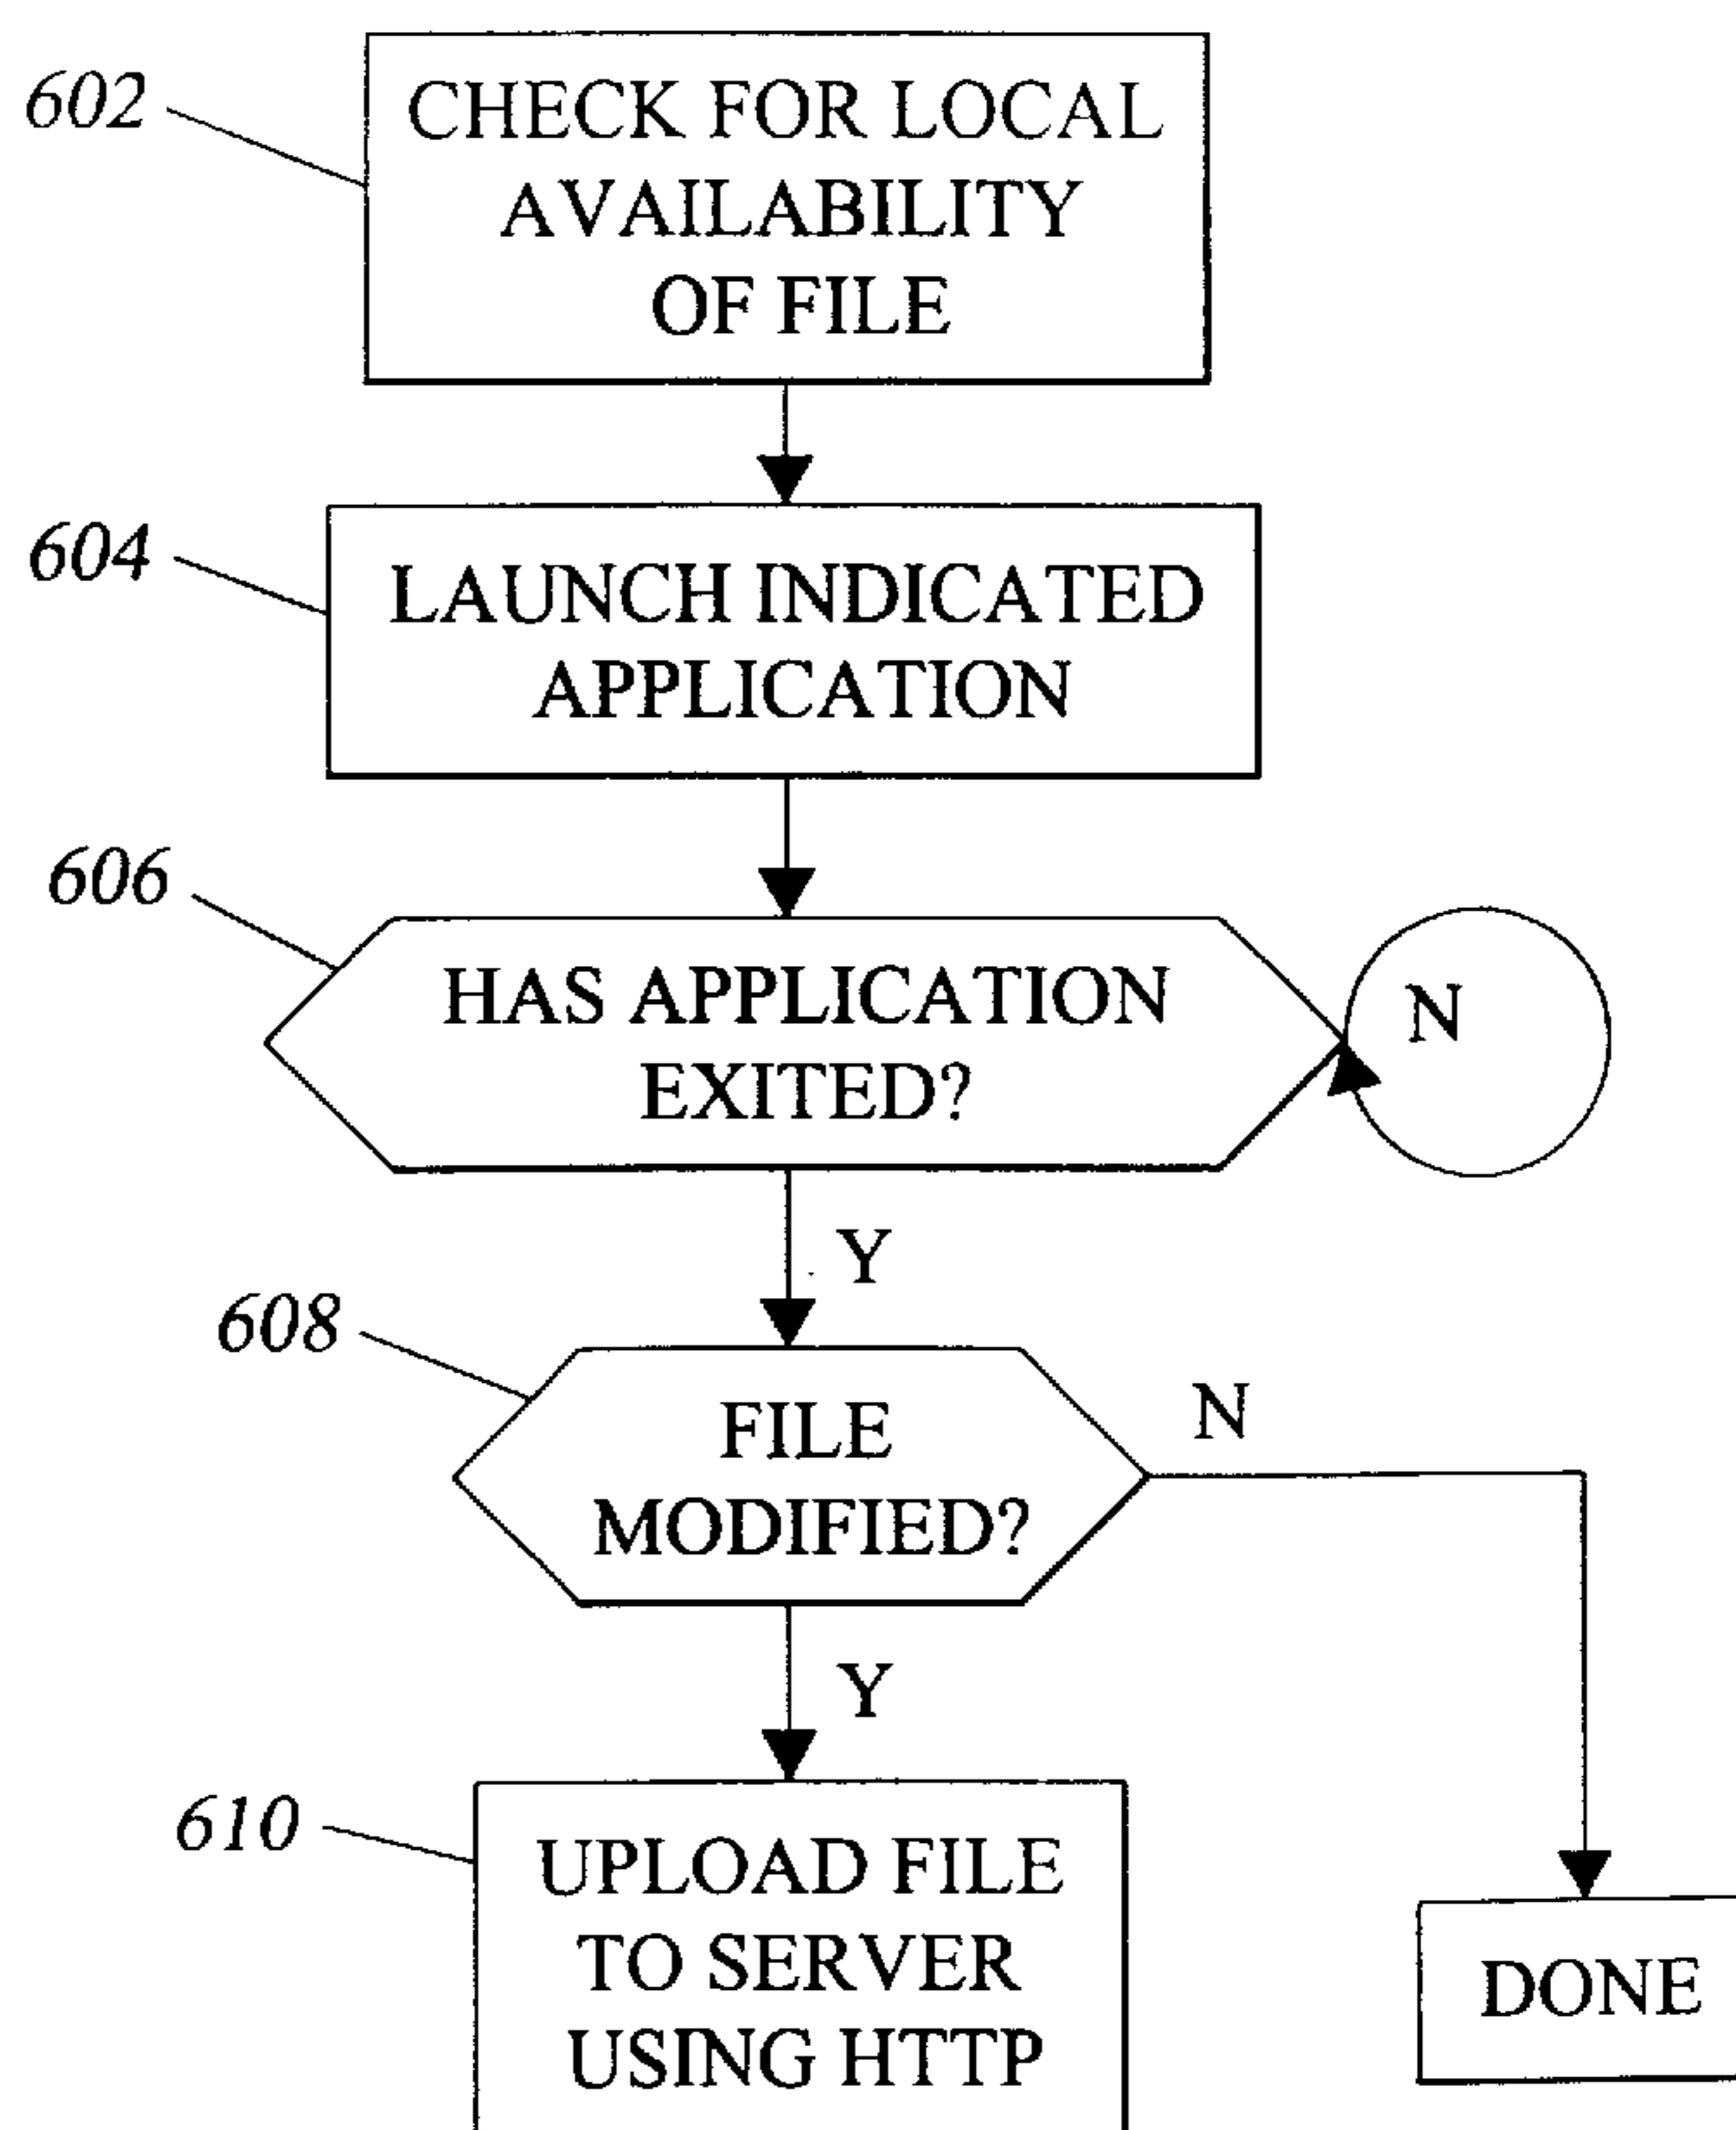 602
CHECK FOR LOCAL
AVAILABILITY
OF FILE
604
LAUNCH INDICATED
APPLICATION
606
HAS APPLICATION
EXITED?
N
Y
608
FILE
MODIFIED?
N
Y
610
UPLOAD FILE
TO SERVER
USING HTTP
DONE